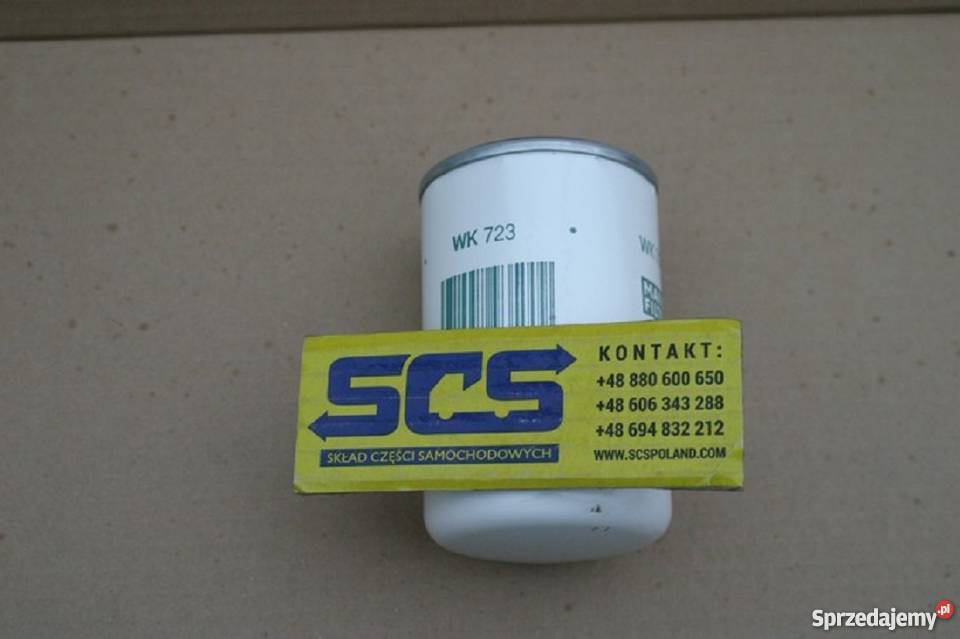 WK 723
WK
SCS
SKŁAD CZĘŚCI SAMOCHODOWYCH
KONTAKT:
+48 880 600 650
+48 606 343 288
+48 694 832 212
WWW.SCSPOLAND.COM
Sprzedajemy.pl